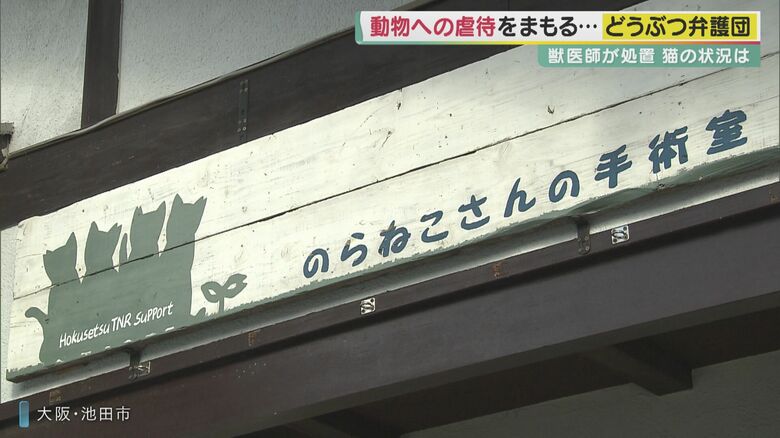 動物への虐待をまもる…どうぶつ弁護団
獣医師が処置 猫の状況は
のらねこさんの手術室
Hokusetsu TNR Support
大阪・池田市